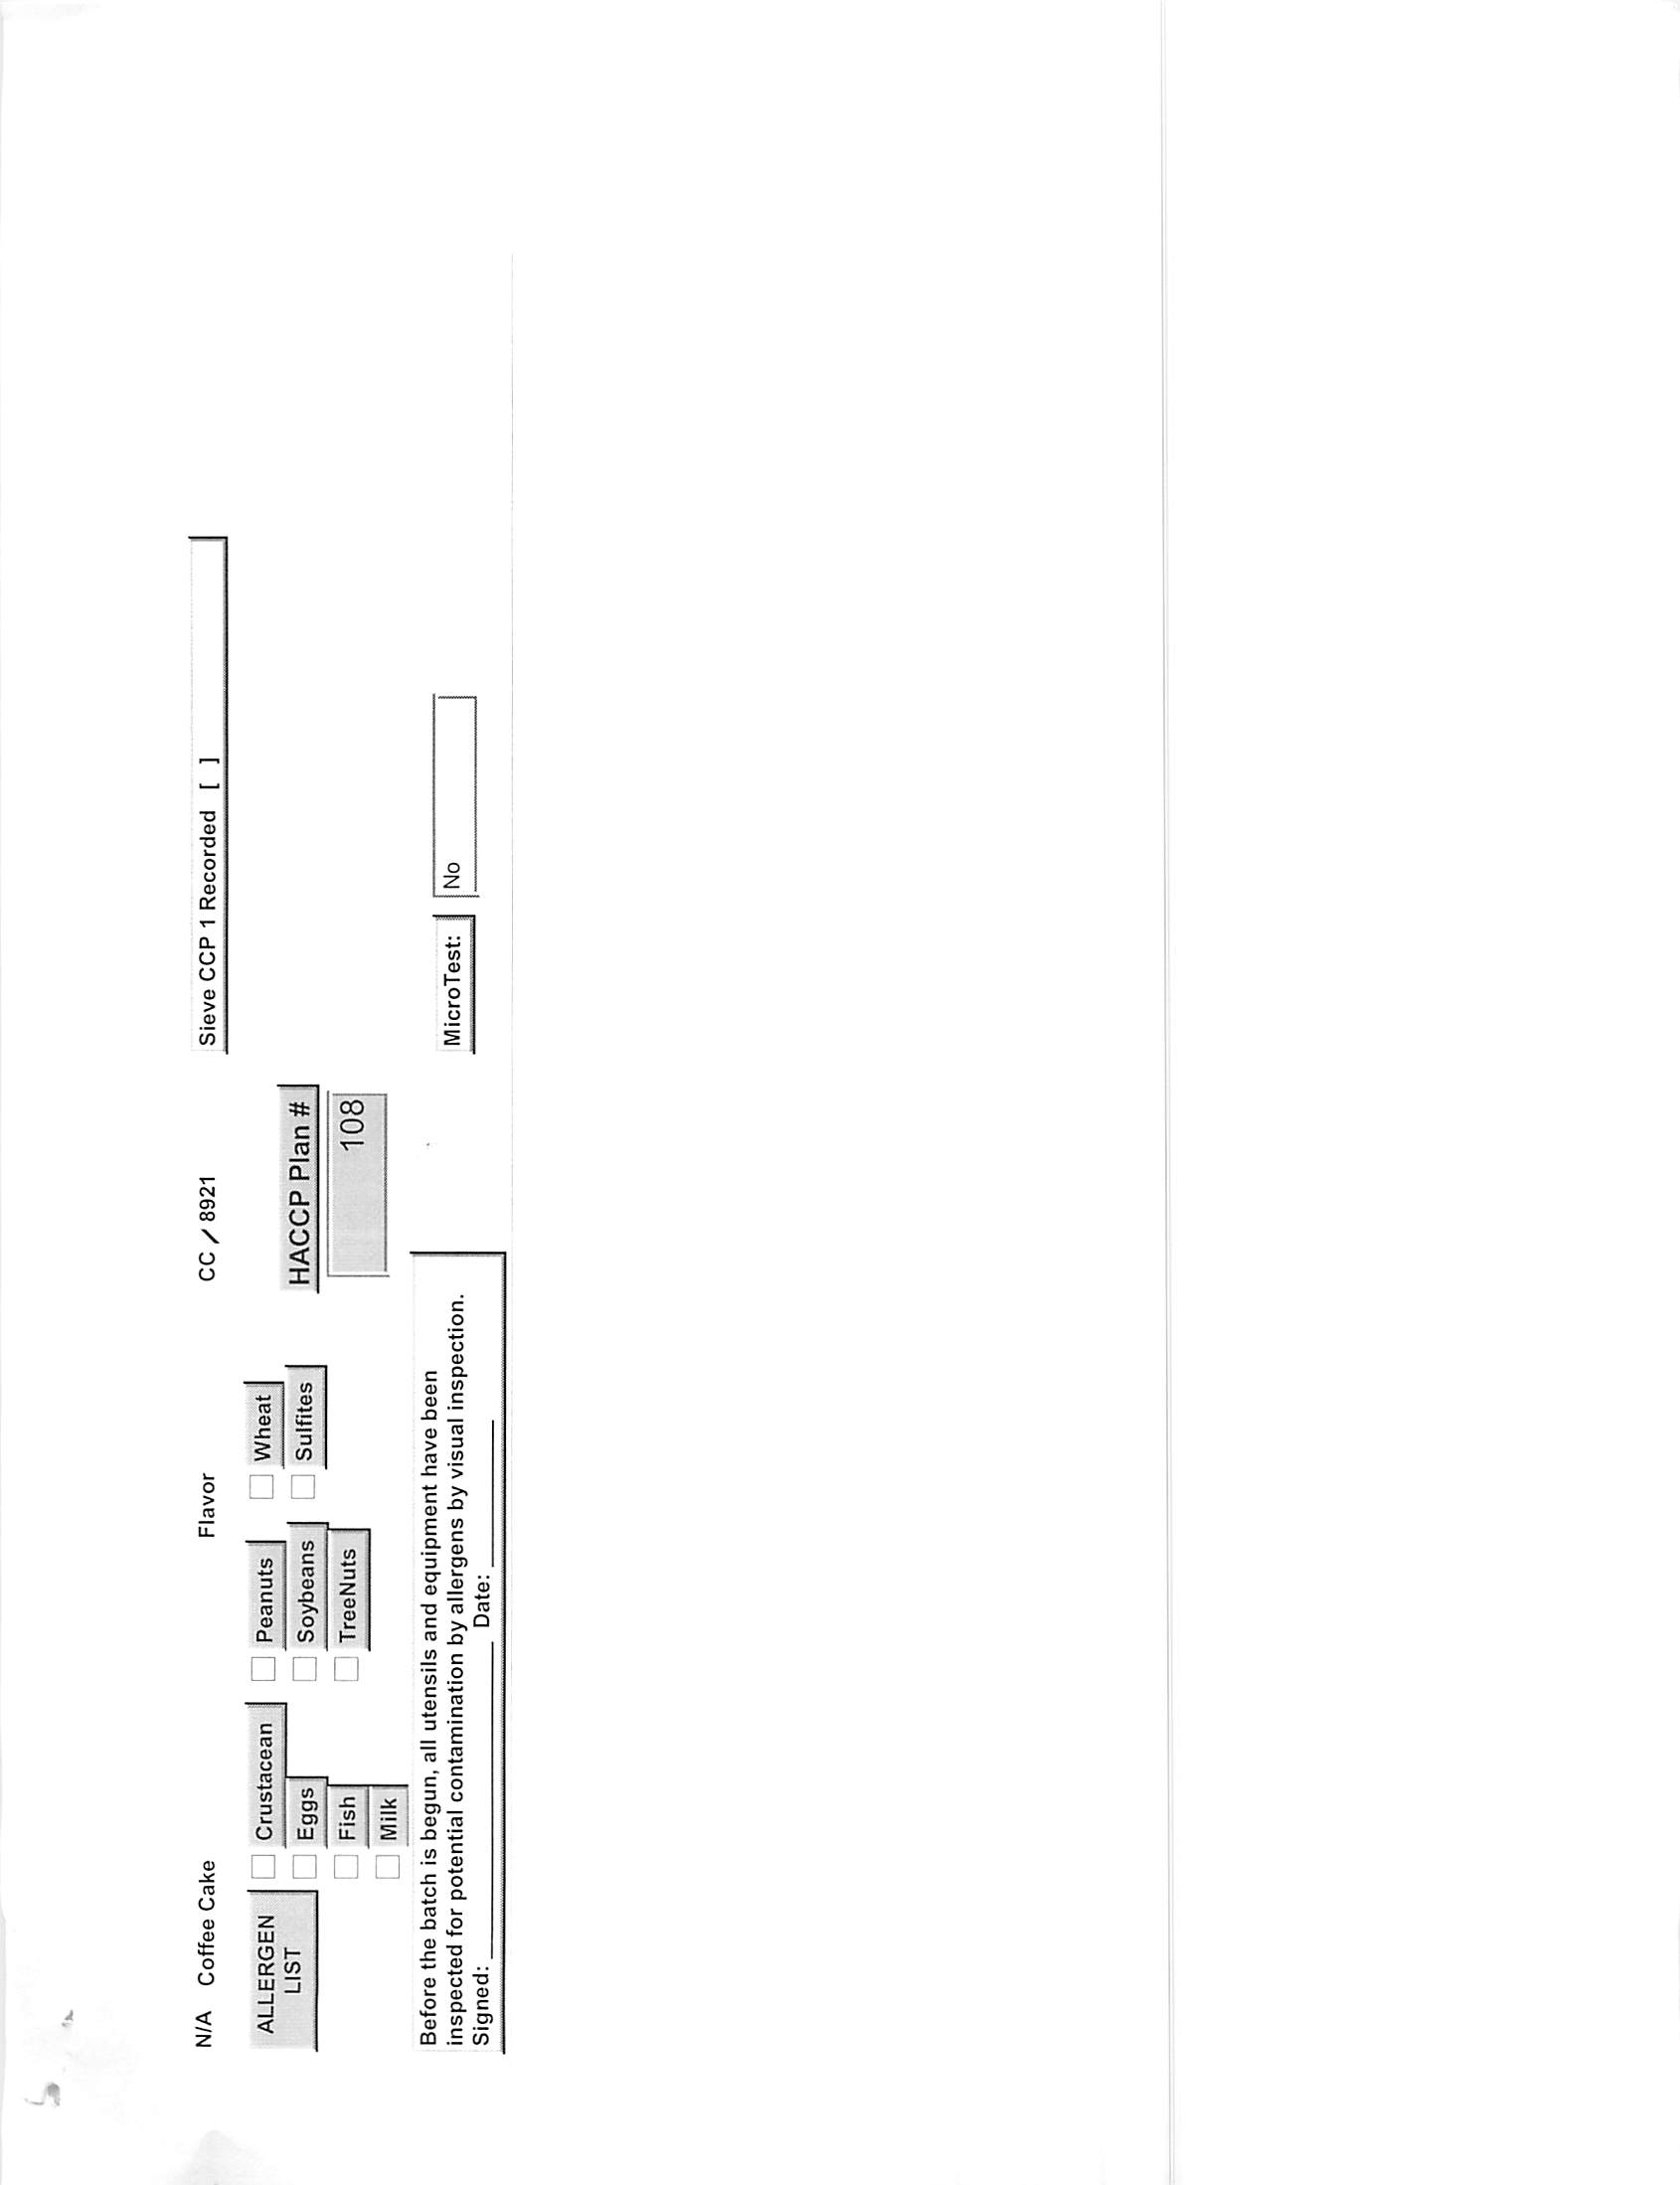 N/A Coffee Cake Flavor CC / 8921 Sieve CCP 1 Recorded [ ]
ALLERGEN LIST
Crustacean
Eggs
Fish
Milk
Peanuts
Soybeans
TreeNuts
Wheat
Sulfites
HACCP Plan #
108
Before the batch is begun, all utensils and equipment have been
inspected for potential contamination by allergens by visual inspection.
Signed: ____________ Date: ____________
MicroTest: No